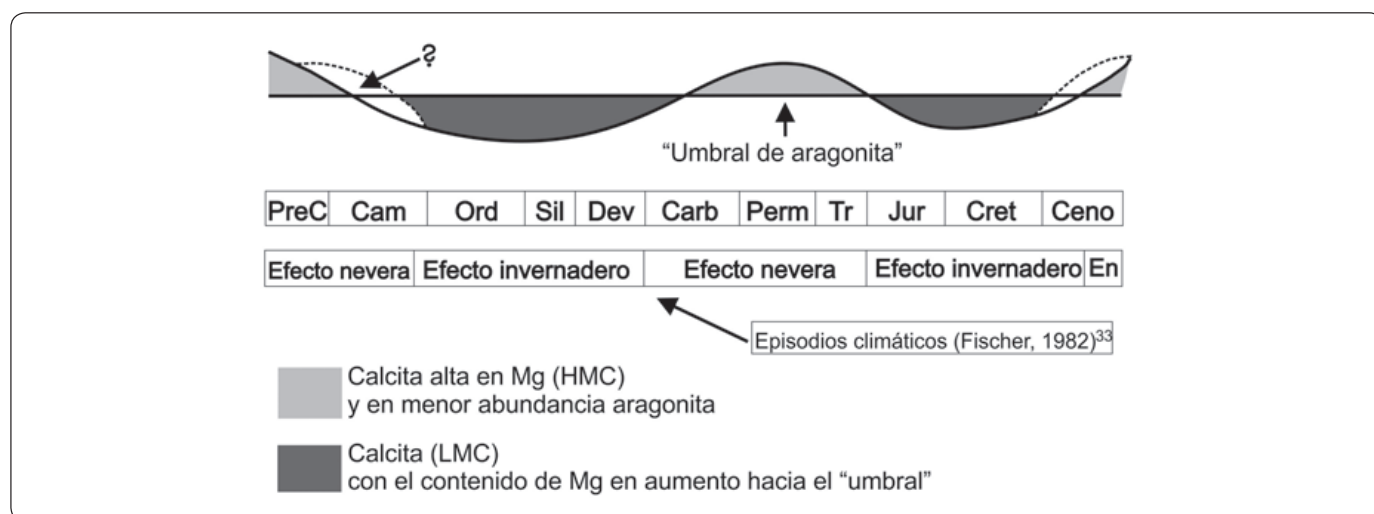 ?
“Umbral de aragonita”
PreC Cam Ord Sil Dev Carb Perm Tr Jur Cret Ceno
Efecto nevera Efecto invernadero Efecto nevera Efecto invernadero En
Episodios climáticos (Fischer, 1982)³³
Calcita alta en Mg (HMC)
y en menor abundancia aragonita
Calcita (LMC)
con el contenido de Mg en aumento hacia el “umbral”